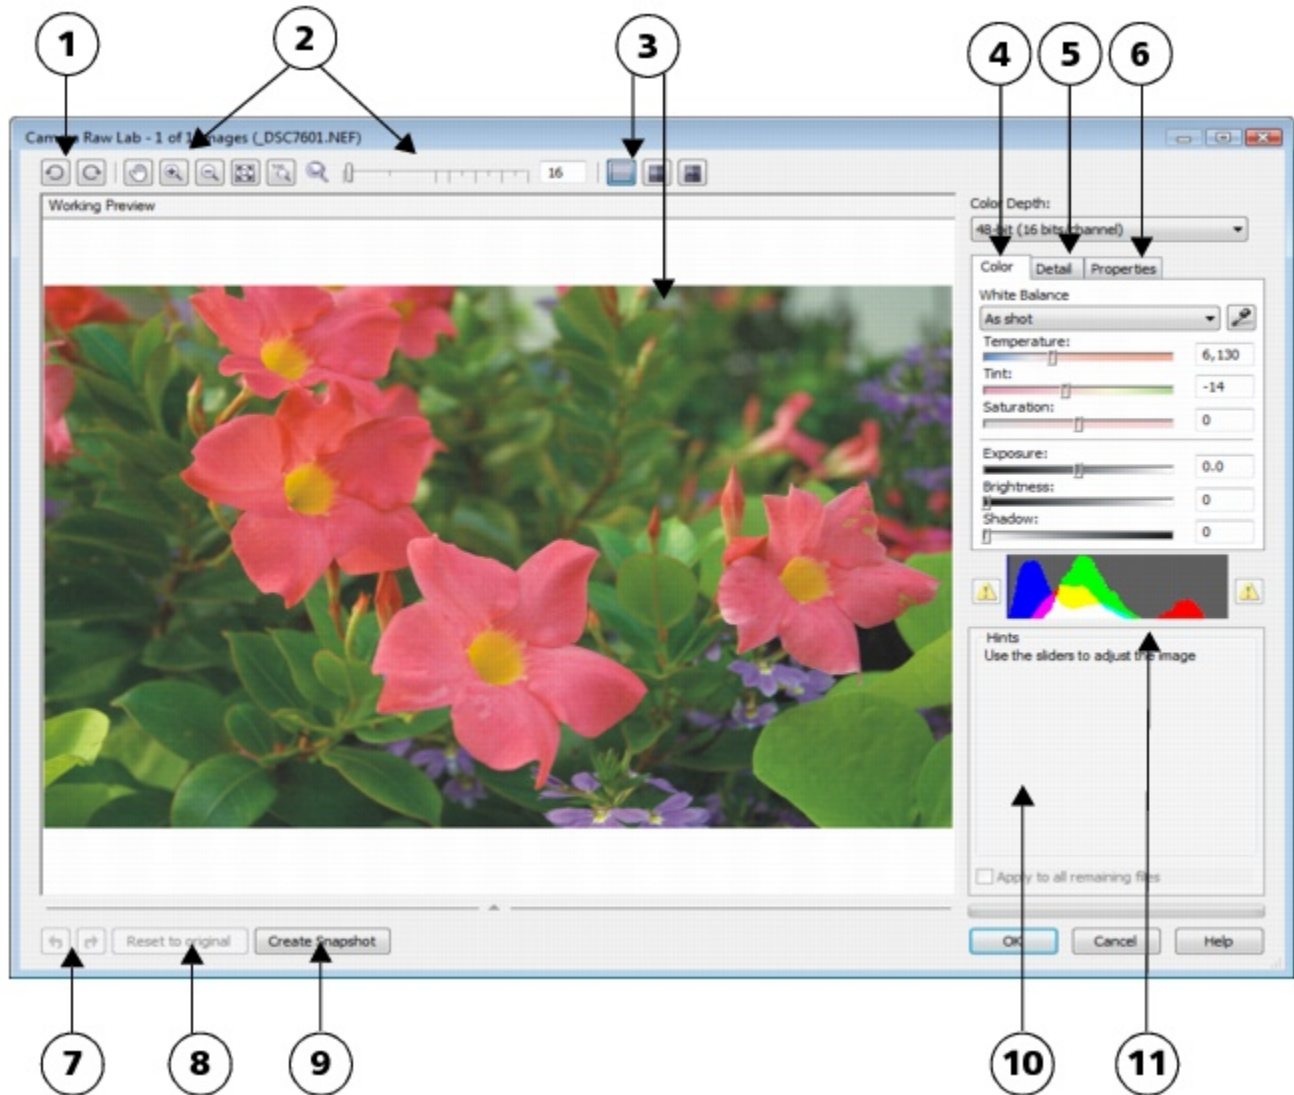 1
2
3
4
5
6
Camera Raw Lab - 1 of 1 images (_DSC7601.NEF)
16
Working Preview
Color Depth:
48-bit (16 bits/channel)
Color Detail Properties
White Balance
As shot
Temperature:
6,130
Tint:
-14
Saturation:
0
Exposure:
0.0
Brightness:
0
Shadow:
0
Hints
Use the sliders to adjust the image
Apply to all remaining files
Reset to original
Create Snapshot
OK
Cancel
Help
7
8
9
10
11